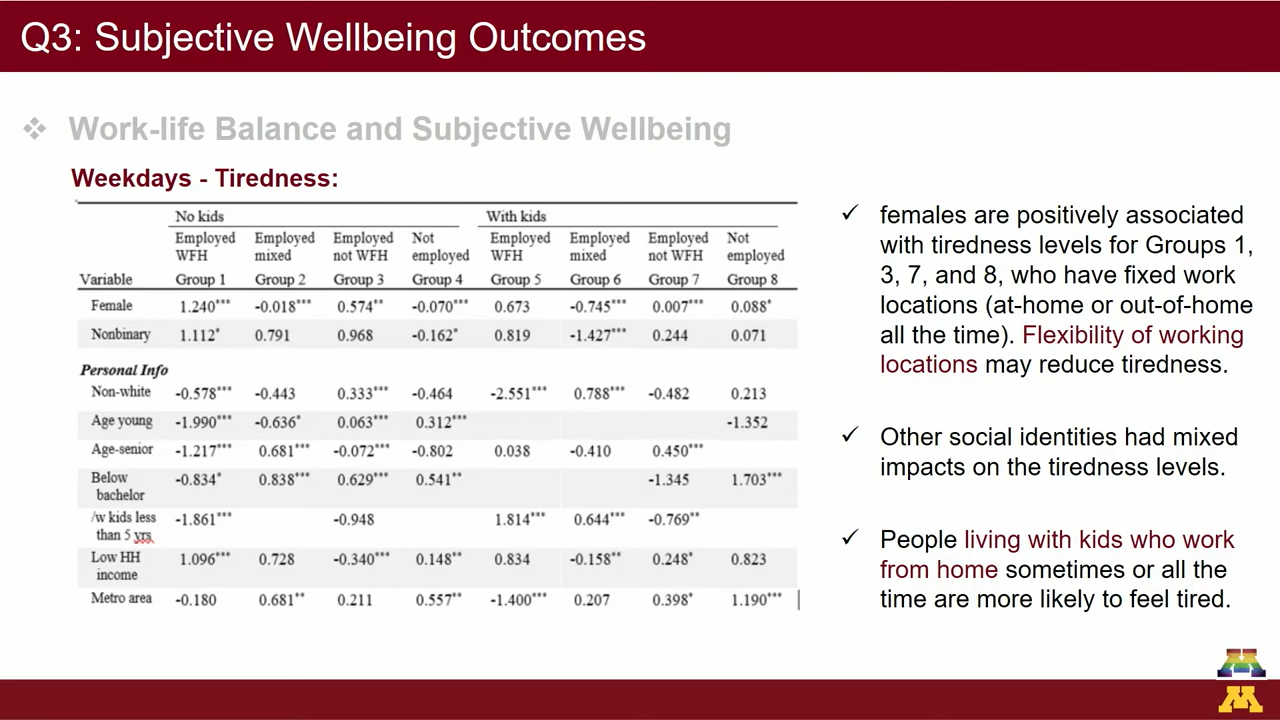 Q3: Subjective Wellbeing Outcomes
❖ Work-life Balance and Subjective Wellbeing
Weekdays - Tiredness:
No kids With kids
Employed WFH Employed mixed Employed not WFH Not employed Employed WFH Employed mixed Employed not WFH Not employed
Variable Group 1 Group 2 Group 3 Group 4 Group 5 Group 6 Group 7 Group 8
Female 1.240*** -0.018*** 0.574** -0.070*** 0.673 -0.745*** 0.007*** 0.088*
Nonbinary 1.112* 0.791 0.968 -0.162* 0.819 -1.427*** 0.244 0.071
Personal Info
Non-white -0.578*** -0.443 0.333*** -0.464 -2.551*** 0.788*** -0.482 0.213
Age young -1.990*** -0.636* 0.063*** 0.312*** -1.352
Age-senior -1.217*** 0.681*** -0.072*** -0.802 0.038 -0.410 0.450***
Below bachelor -0.834* 0.838*** 0.629*** 0.541** -1.345 1.703***
/w kids less than 5 yrs -1.861*** -0.948 1.814*** 0.644*** -0.769**
Low HH income 1.096*** 0.728 -0.340*** 0.148** 0.834 -0.158** 0.248* 0.823
Metro area -0.180 0.681** 0.211 0.557** -1.400*** 0.207 0.398* 1.190***
✓ females are positively associated
with tiredness levels for Groups 1,
3, 7, and 8, who have fixed work
locations (at-home or out-of-home
all the time). Flexibility of working
locations may reduce tiredness.
✓ Other social identities had mixed
impacts on the tiredness levels.
✓ People living with kids who work
from home sometimes or all the
time are more likely to feel tired.
M
M